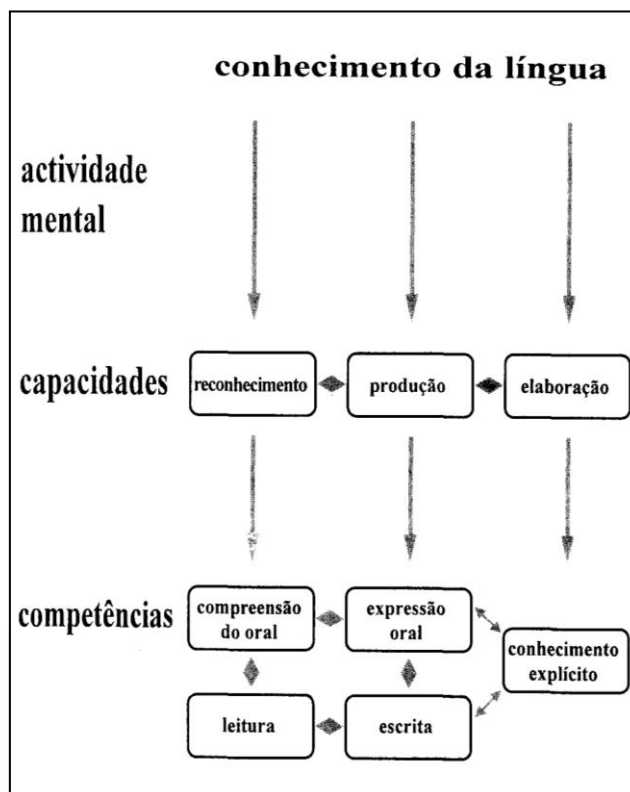 conhecimento da língua
actividade
mental
capacidades
reconhecimento
produção
elaboração
competências
compreensão
do oral
expressão
oral
conhecimento
explícito
leitura
escrita